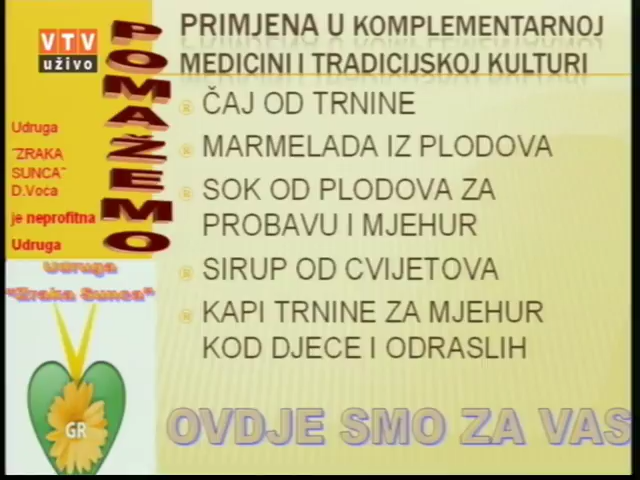 VTV
uživo
POMAŽEMO
Udruga
"ZRAKA
SUNCA"
D.Voća
je neprofitna
Udruga
Udruga
"Zraka Sunca"
GR
PRIMJENA U KOMPLEMENTARNOJ
MEDICINI I TRADICIJSKOJ KULTURI
ČAJ OD TRNINE
MARMELADA IZ PLODOVA
SOK OD PLODOVA ZA
PROBAVU I MJEHUR
SIRUP OD CVIJETOVA
KAPI TRNINE ZA MJEHUR
KOD DJECE I ODRASLIH
OVDJE SMO ZA VAS